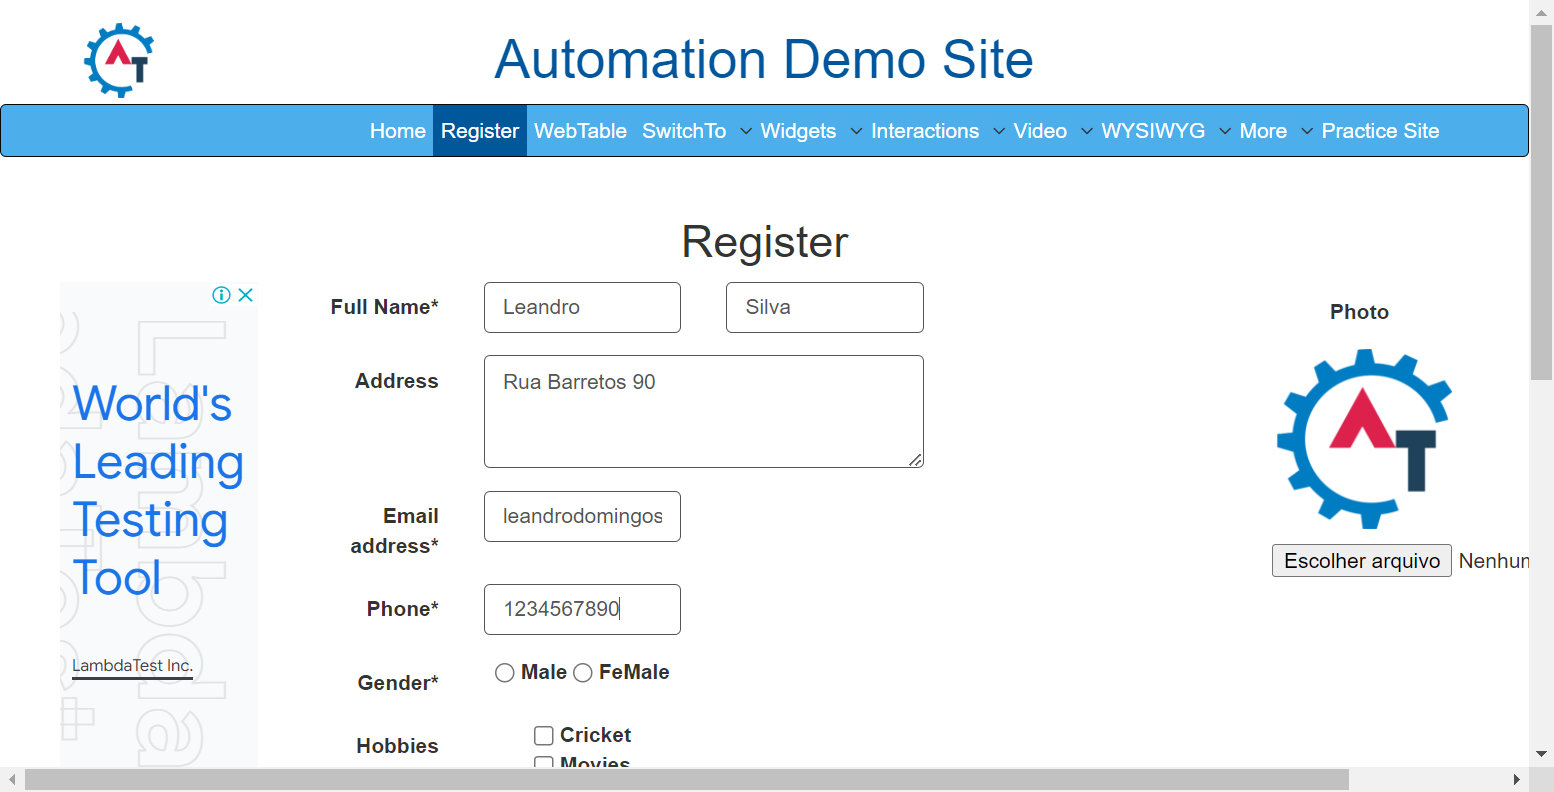 Automation Demo Site
Home Register WebTable SwitchTo Widgets Interactions Video WYSIWYG More Practice Site
Register
World's
Leading
Testing
Tool
LambdaTest Inc.
Full Name* Leandro Silva
Address Rua Barretos 90
Email
address* leandrodomingos
Phone* 1234567890
Gender* Male FeMale
Hobbies Cricket
Movies
Photo
AT
Escolher arquivo Nenhum